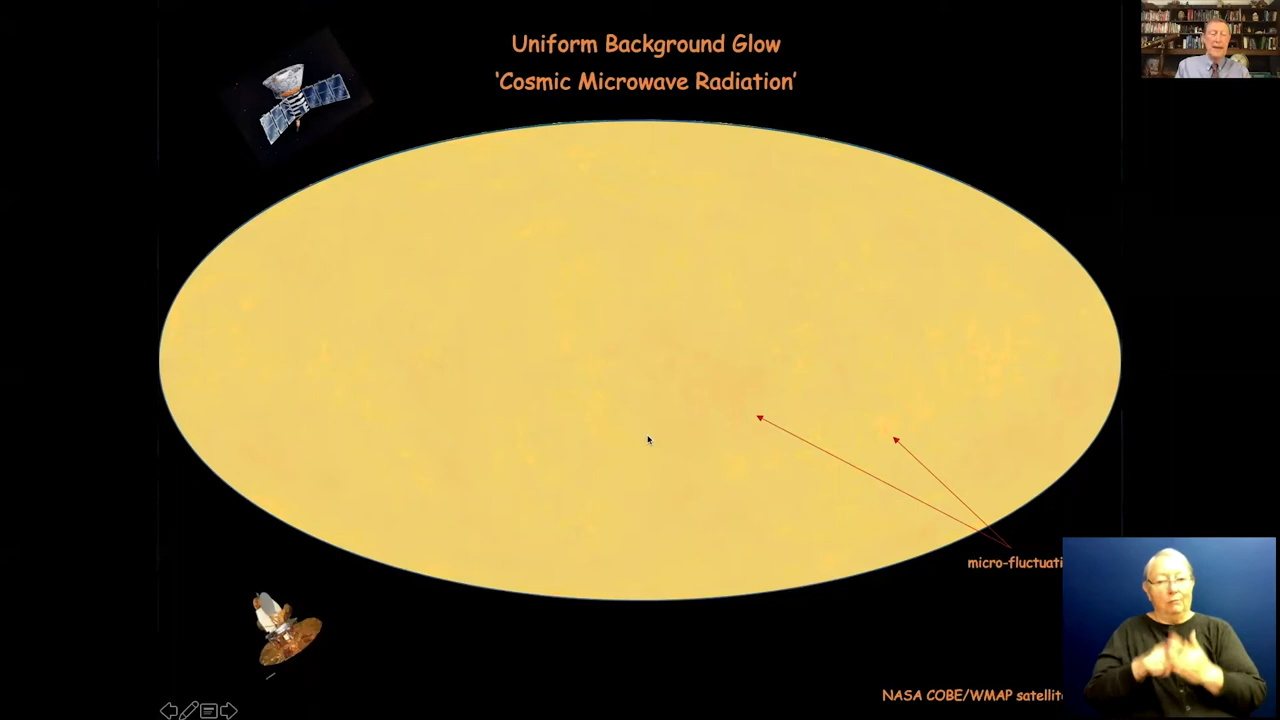 Uniform Background Glow
‘Cosmic Microwave Radiation’
micro-fluctuati
NASA COBE/WMAP satellit